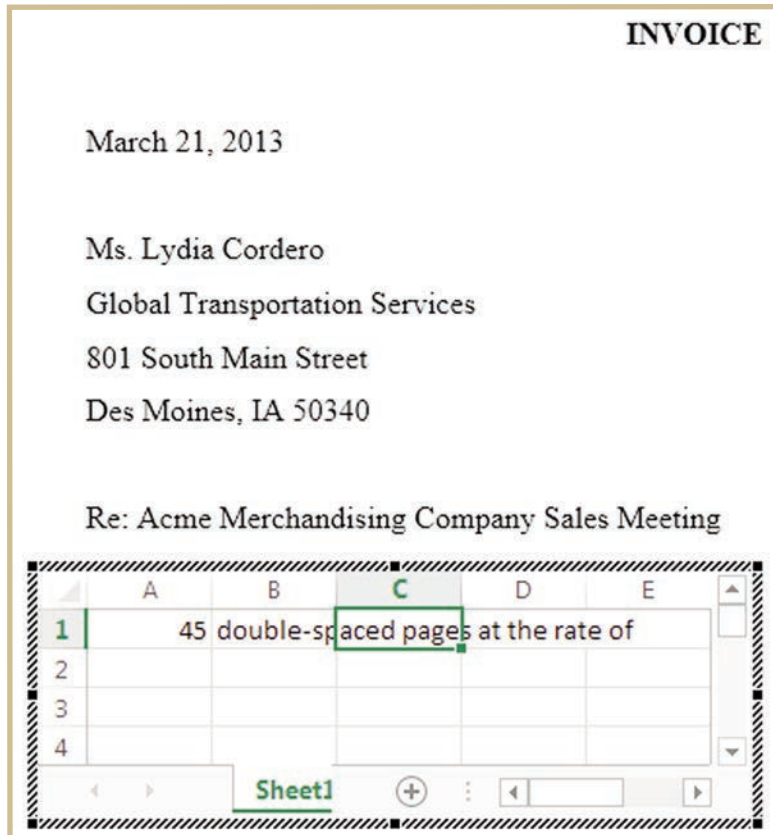 INVOICE
March 21, 2013
Ms. Lydia Cordero
Global Transportation Services
801 South Main Street
Des Moines, IA 50340
Re: Acme Merchandising Company Sales Meeting
A B C D E
1 45 double-spaced pages at the rate of
2
3
4
Sheet1